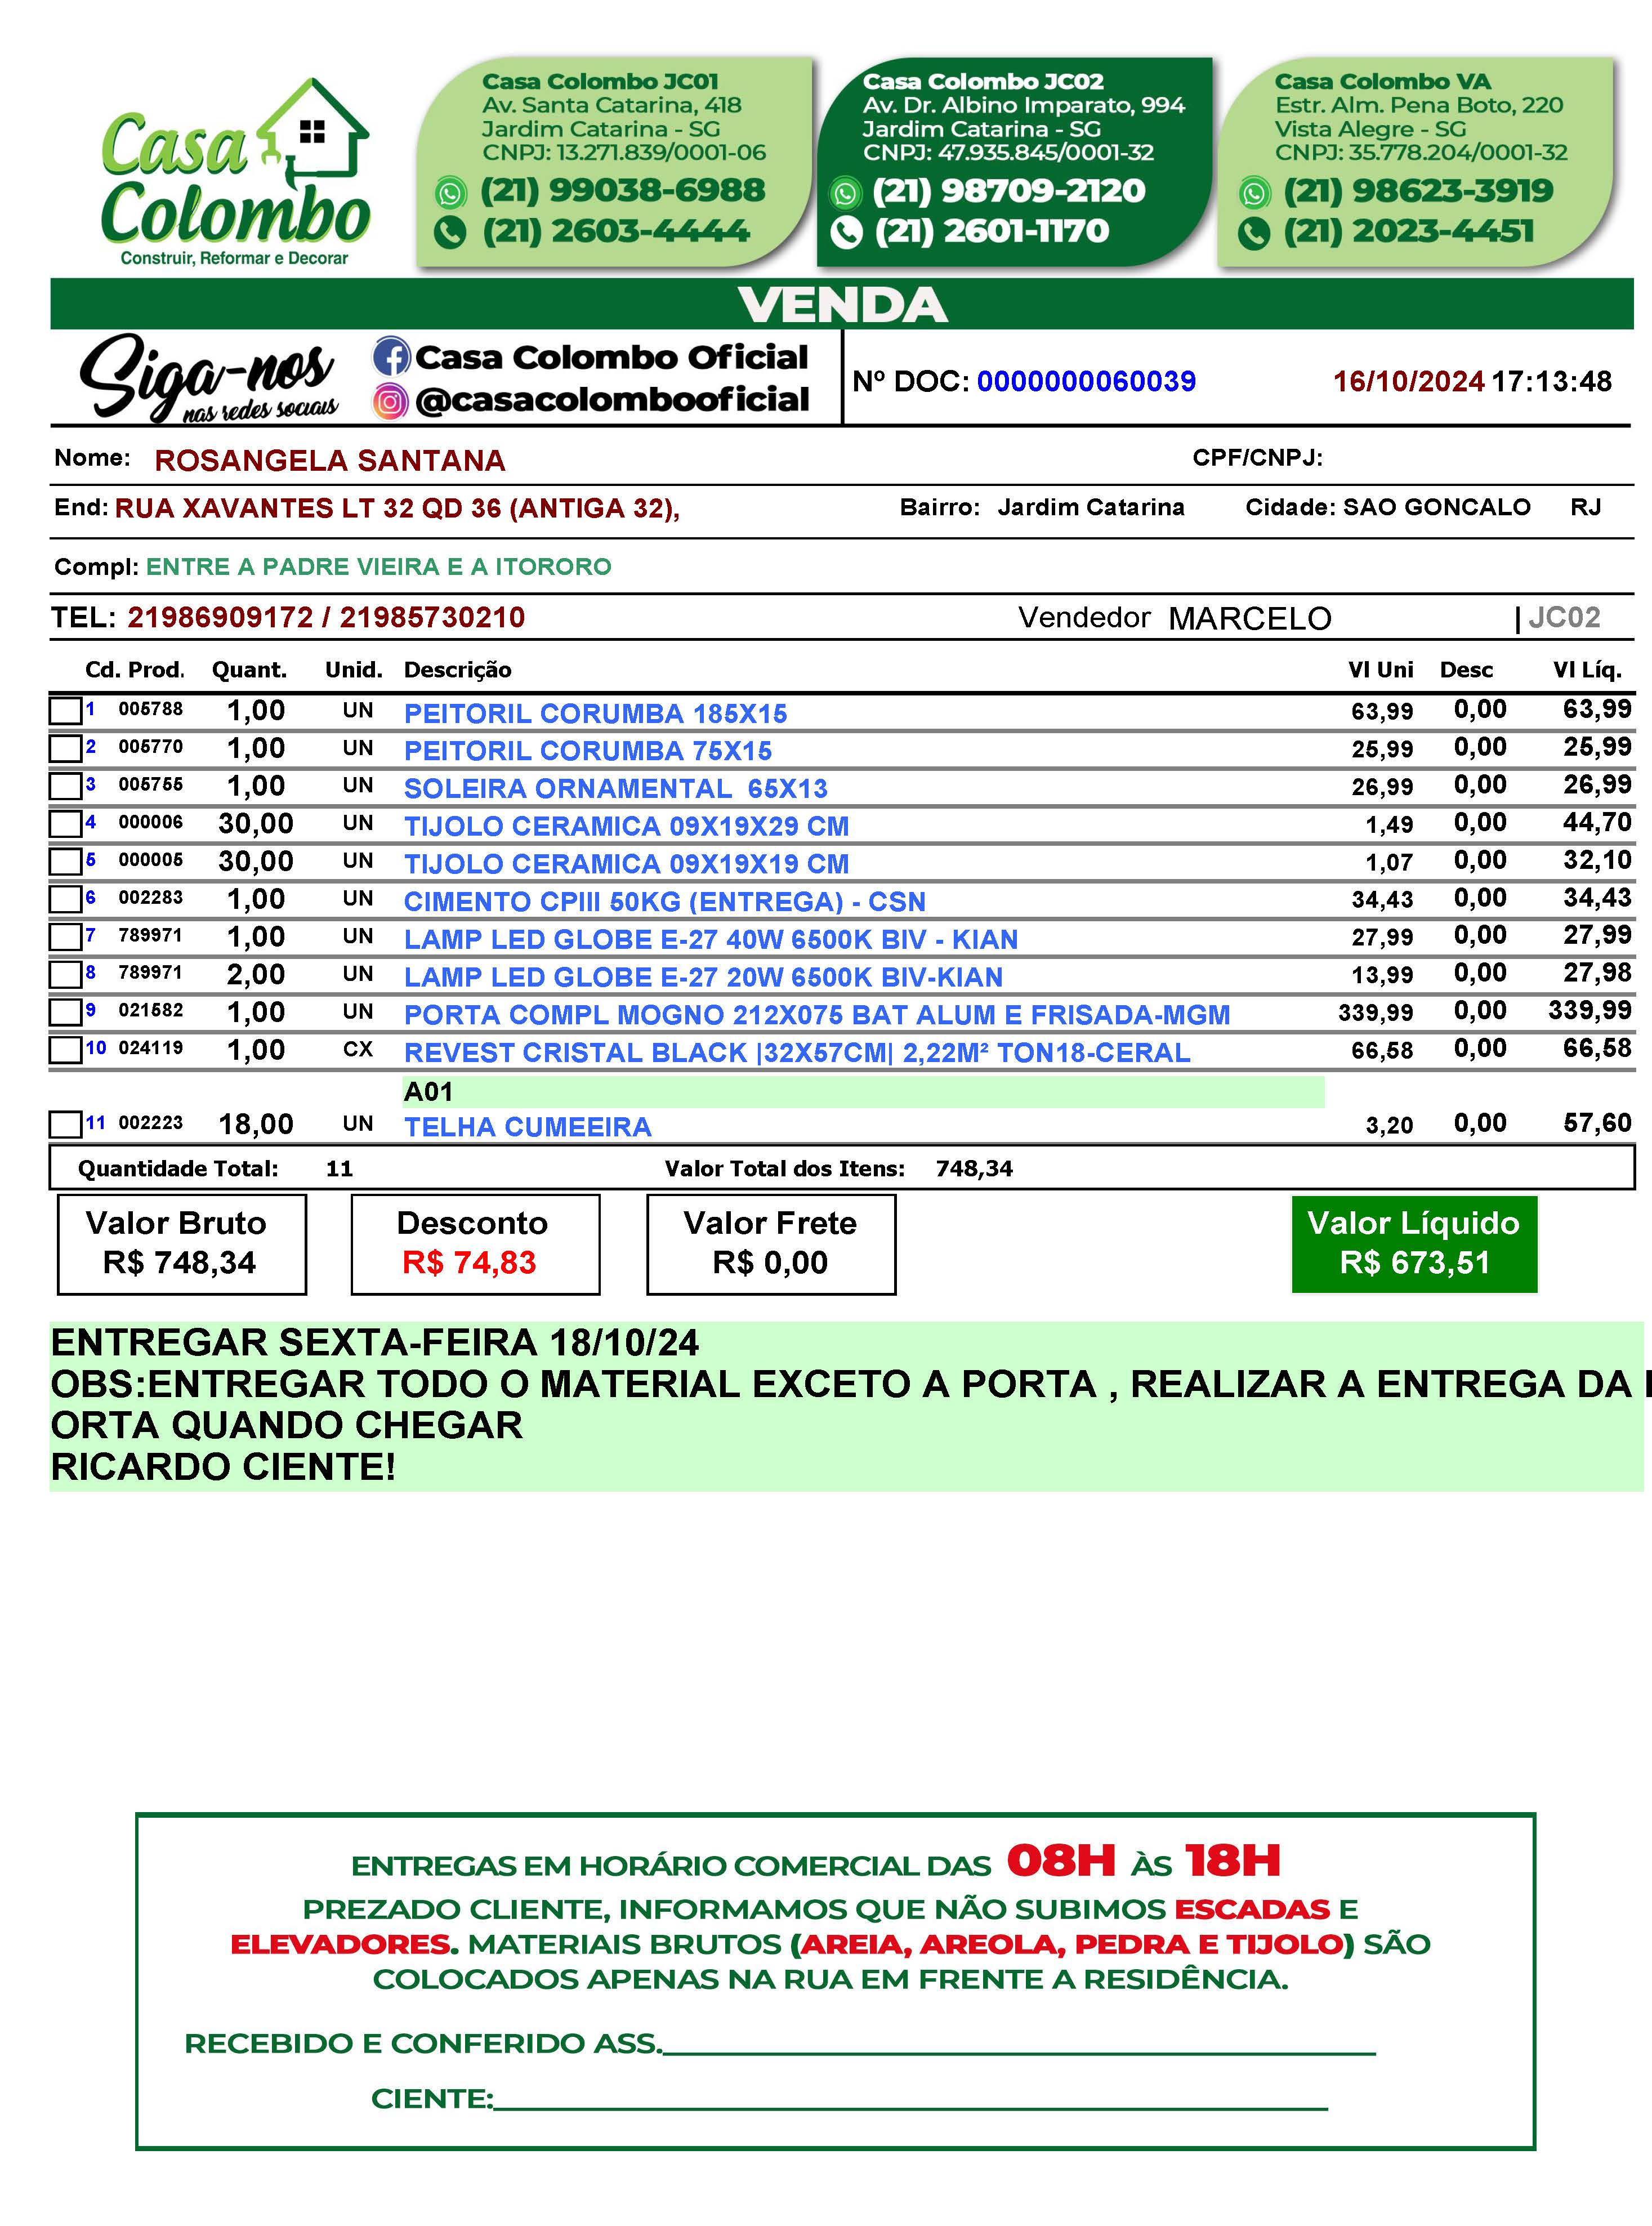 Casa Colombo
Construir, Reformar e Decorar
Casa Colombo JC01
Av. Santa Catarina, 418
Jardim Catarina - SG
CNPJ: 13.271.839/0001-06
(21) 99038-6988
(21) 2603-4444
Casa Colombo JC02
Av. Dr. Albino Imparato, 994
Jardim Catarina - SG
CNPJ: 47.935.845/0001-32
(21) 98709-2120
(21) 2601-1170
Casa Colombo VA
Estr. Alm. Pena Boto, 220
Vista Alegre - SG
CNPJ: 35.778.204/0001-32
(21) 98623-3919
(21) 2023-4451
VENDA
Siga-nos
nas redes sociais
Casa Colombo Oficial
@casacolombooficial
Nº DOC: 0000000060039 16/10/2024 17:13:48
Nome: ROSANGELA SANTANA CPF/CNPJ:
End: RUA XAVANTES LT 32 QD 36 (ANTIGA 32), Bairro: Jardim Catarina Cidade: SAO GONCALO RJ
Compl: ENTRE A PADRE VIEIRA E A ITORORO
TEL: 21986909172 / 21985730210 Vendedor MARCELO | JC02
Cd. Prod. Quant. Unid. Descrição Vl Uni Desc Vl Líq.
1 005788 1,00 UN PEITORIL CORUMBA 185X15 63,99 0,00 63,99
2 005770 1,00 UN PEITORIL CORUMBA 75X15 25,99 0,00 25,99
3 005755 1,00 UN SOLEIRA ORNAMENTAL 65X13 26,99 0,00 26,99
4 000006 30,00 UN TIJOLO CERAMICA 09X19X29 CM 1,49 0,00 44,70
5 000005 30,00 UN TIJOLO CERAMICA 09X19X19 CM 1,07 0,00 32,10
6 002283 1,00 UN CIMENTO CPIII 50KG (ENTREGA) - CSN 34,43 0,00 34,43
7 789971 1,00 UN LAMP LED GLOBE E-27 40W 6500K BIV - KIAN 27,99 0,00 27,99
8 789971 2,00 UN LAMP LED GLOBE E-27 20W 6500K BIV-KIAN 13,99 0,00 27,98
9 021582 1,00 UN PORTA COMPL MOGNO 212X075 BAT ALUM E FRISADA-MGM 339,99 0,00 339,99
10 024119 1,00 CX REVEST CRISTAL BLACK |32X57CM| 2,22M² TON18-CERAL 66,58 0,00 66,58
A01
11 002223 18,00 UN TELHA CUMEEIRA 3,20 0,00 57,60
Quantidade Total: 11 Valor Total dos Itens: 748,34
Valor Bruto Desconto Valor Frete Valor Líquido
R$ 748,34 R$ 74,83 R$ 0,00 R$ 673,51
ENTREGAR SEXTA-FEIRA 18/10/24
OBS:ENTREGAR TODO O MATERIAL EXCETO A PORTA , REALIZAR A ENTREGA DA
ORTA QUANDO CHEGAR
RICARDO CIENTE!
ENTREGAS EM HORÁRIO COMERCIAL DAS 08H ÀS 18H
PREZADO CLIENTE, INFORMAMOS QUE NÃO SUBIMOS ESCADAS E
ELEVADORES. MATERIAIS BRUTOS (AREIA, AREOLA, PEDRA E TIJOLO) SÃO
COLOCADOS APENAS NA RUA EM FRENTE A RESIDÊNCIA.
RECEBIDO E CONFERIDO ASS.
CIENTE: